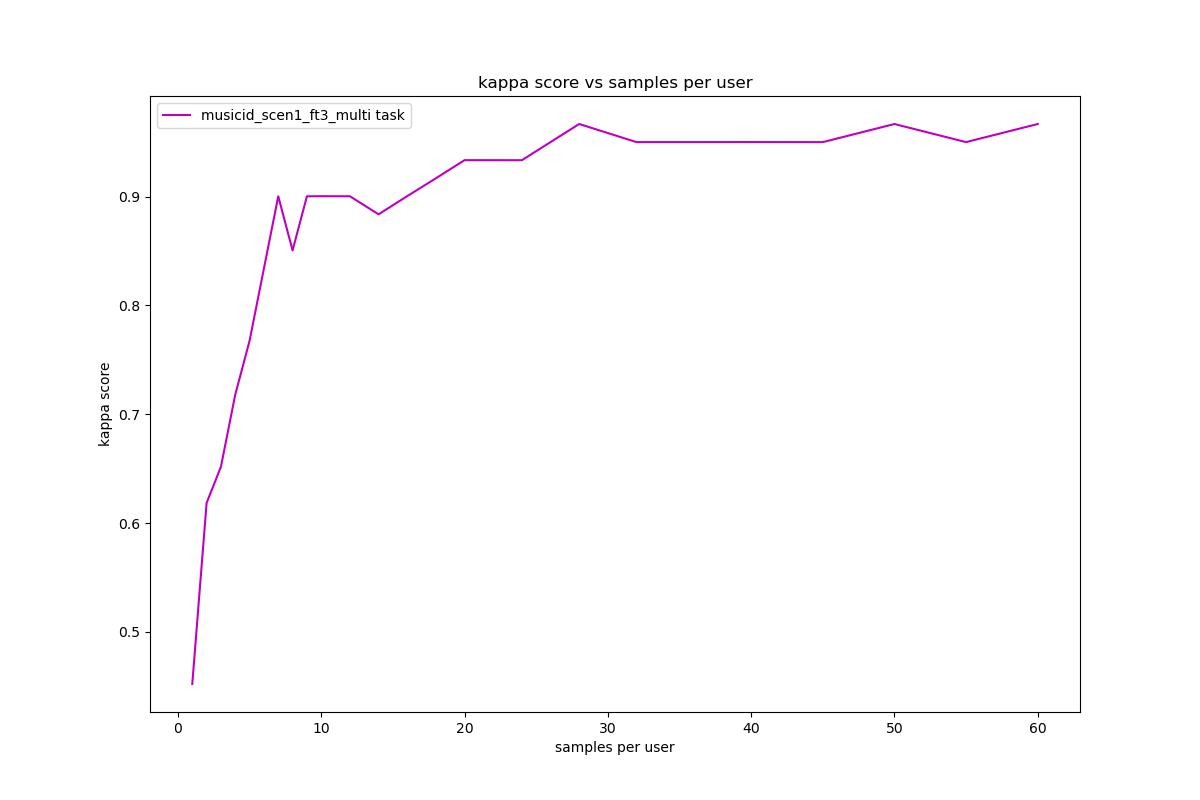 kappa score vs samples per user
musicid_scen1_ft3_multi task
0.9
0.8
0.7
0.6
0.5
kappa score
0 10 20 30 40 50 60
samples per user